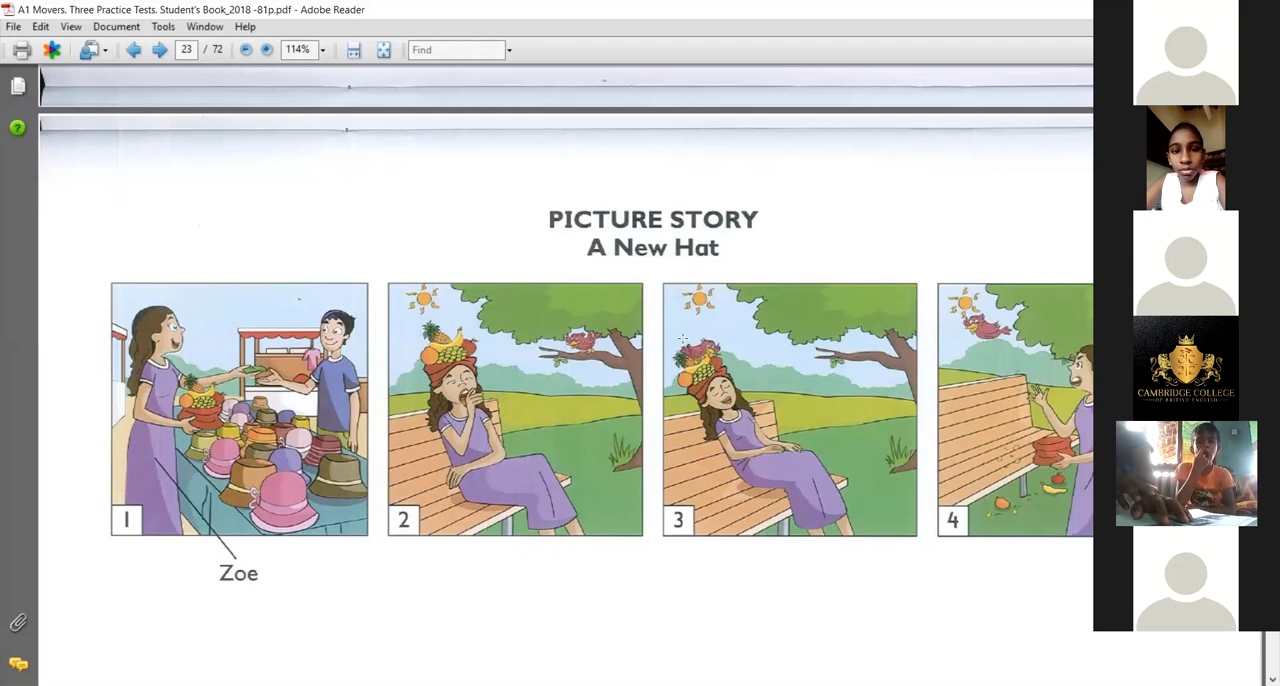 A1 Movers. Three Practice Tests. Student's Book_2018 -81p.pdf - Adobe Reader
File Edit View Document Tools Window Help
23 / 72 114% Find
PICTURE STORY
A New Hat
1 2 3 4
Zoe
CAMBRIDGE COLLEGE
OF BRITISH ENGLISH